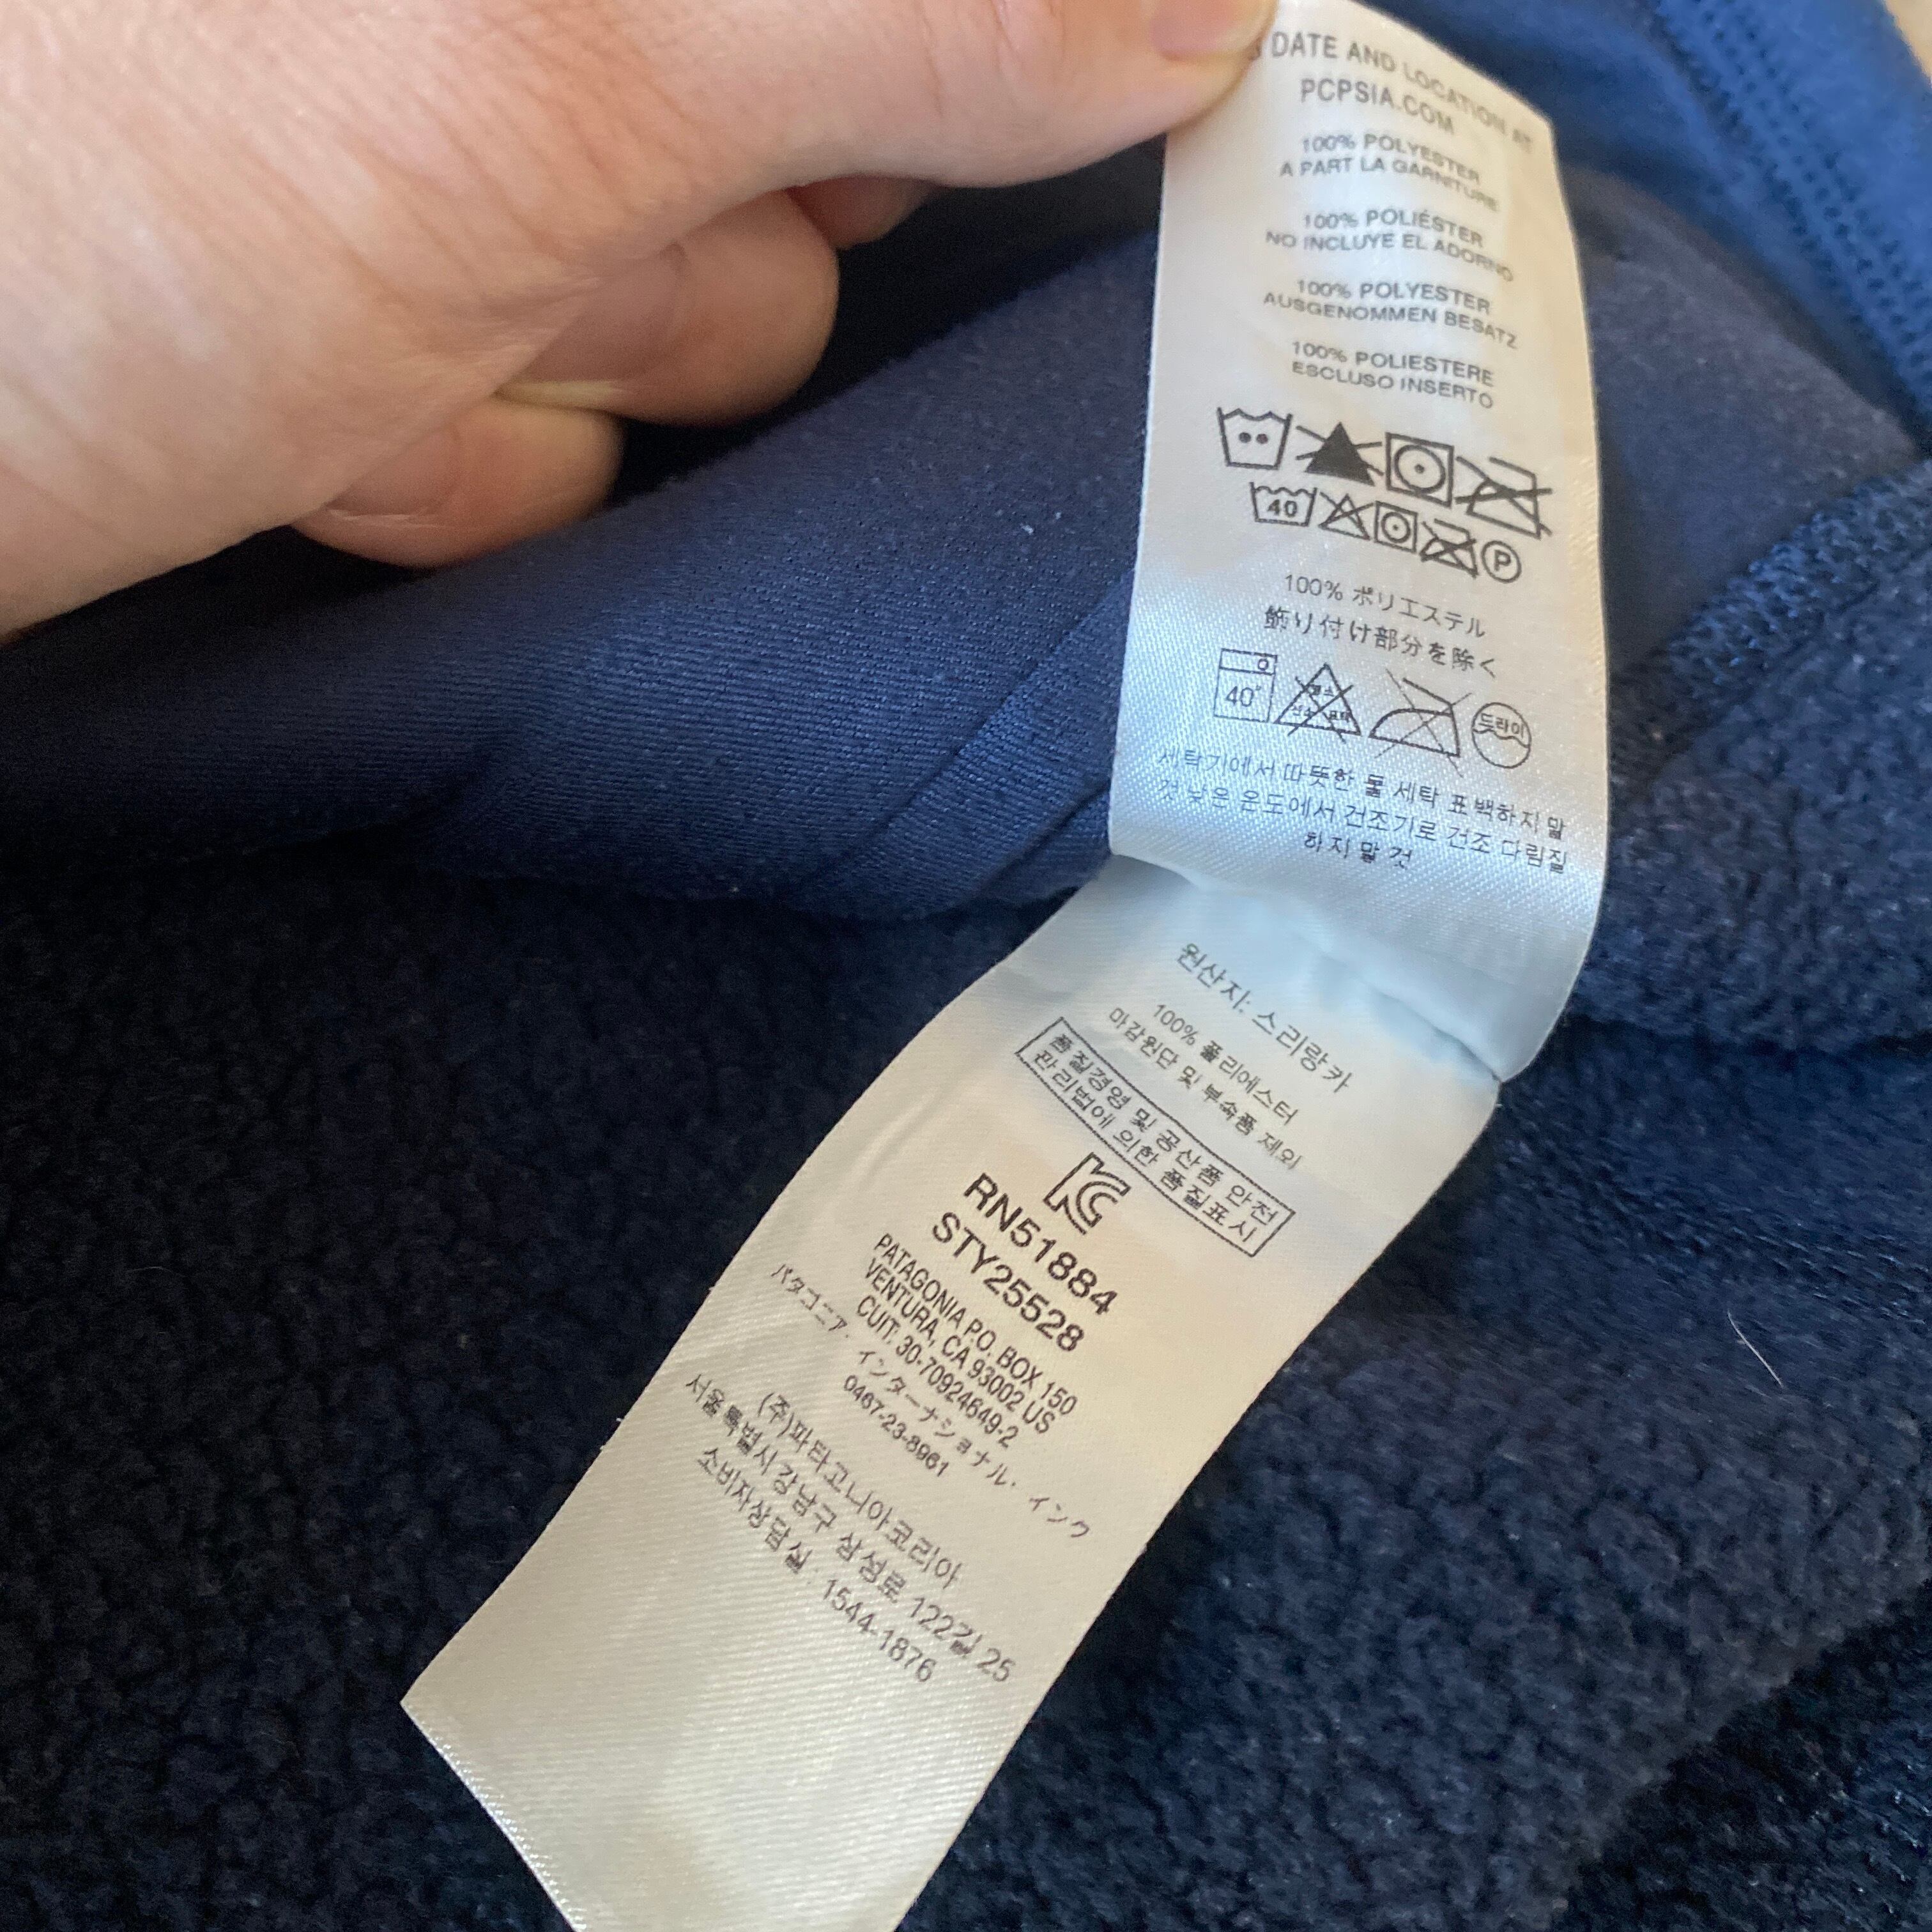 DATE AND LOCATION AT
PCPSIA.COM
100% POLYESTER
A PART LA GARNITURE
100% POLIÉSTER
NO INCLUYE EL ADORNO
100% POLYESTER
AUSGENOMMEN BESATZ
100% POLIESTERE
ESCLUSO INSERTO
40
P
100% ポリエステル
飾り付け部分を除く
40°
드라이
세탁기에서 따뜻한 물 세탁 표백하지 말
것 낮은 온도에서 건조기로 건조 다림질
하지 말 것
원산지: 스리랑카
100% 폴리에스터
마감원단 및 부속품 제외
품질경영 및 공산품 안전
관리법에 의한 품질표시
KC
RN51884
STY25528
PATAGONIA P.O. BOX 150
VENTURA, CA 93002 US
CUIT. 30-70924649-2
パタゴニア・インターナショナル・インク
0467-23-8961
(주)파타고니아코리아
서울특별시 강남구 삼성로 122길 25
소비자상담실 : 1544-1876